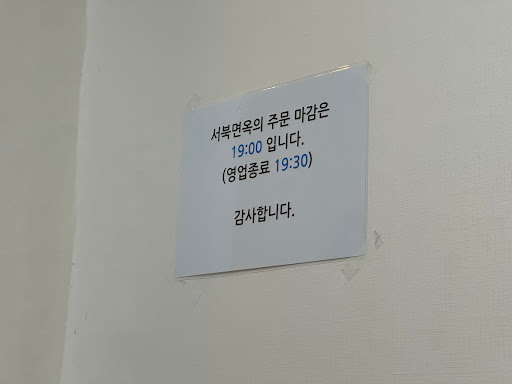 서북면옥의 주문 마감은
19:00 입니다.
(영업종료 19:30)
감사합니다.